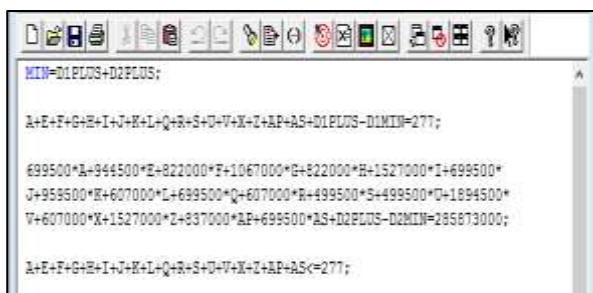 MIN=D1PLUS+D2PLUS;
A+E+F+G+H+I+J+K+L+Q+R+S+U+V+X+Z+AP+AS+D1PLUS-D1MIN=277;
699500*A+944500*E+822000*F+1067000*G+822000*H+1527000*I+699500*
J+959500*K+607000*L+699500*Q+607000*R+499500*S+499500*U+1894500*
V+607000*X+1527000*Z+837000*AP+699500*AS+D2PLUS-D2MIN=285873000;
A+E+F+G+H+I+J+K+L+Q+R+S+U+V+X+Z+AP+AS<=277;